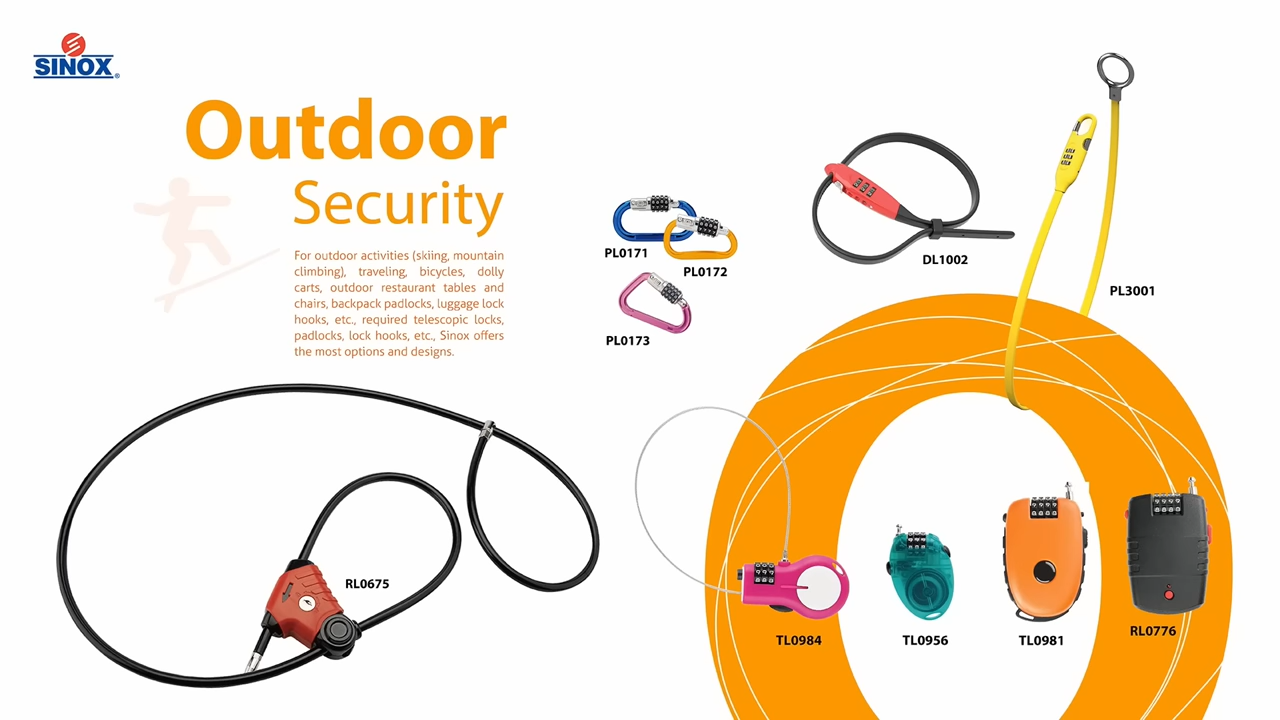 SINOX®
Outdoor
Security
For outdoor activities (skiing, mountain
climbing), traveling, bicycles, dolly
carts, outdoor restaurant tables and
chairs, backpack padlocks, luggage lock
hooks, etc., required telescopic locks,
padlocks, lock hooks, etc., Sinox offers
the most options and designs.
PL0171
PL0172
PL0173
DL1002
PL3001
RL0675
TL0984
TL0956
TL0981
RL0776